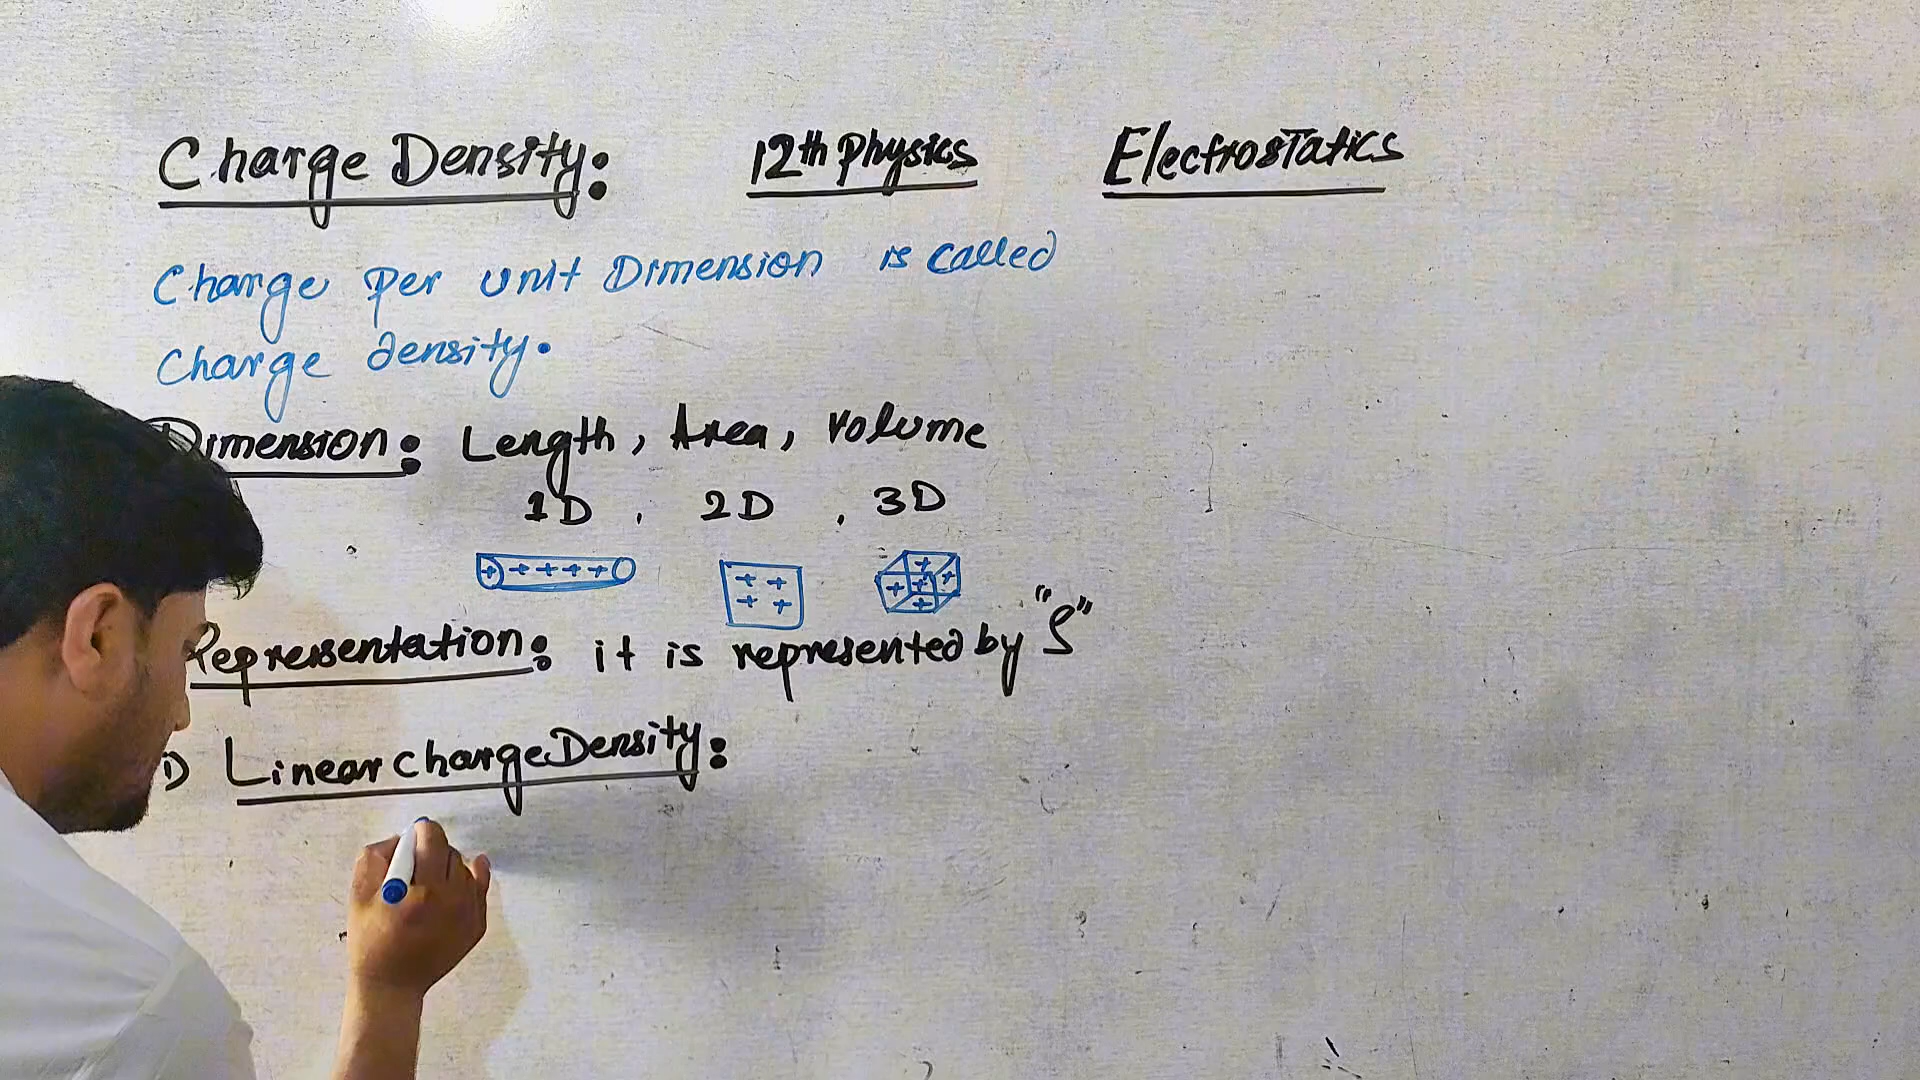 Charge Density: 12th Physics Electrostatics
Charge Per unit Dimension is called
Charge density.
Dimension: Length, Area, Volume
1D , 2D , 3D
+ + + + + + + + + + + + + +
Representation: it is represented by "ρ"
1) Linear Charge Density: